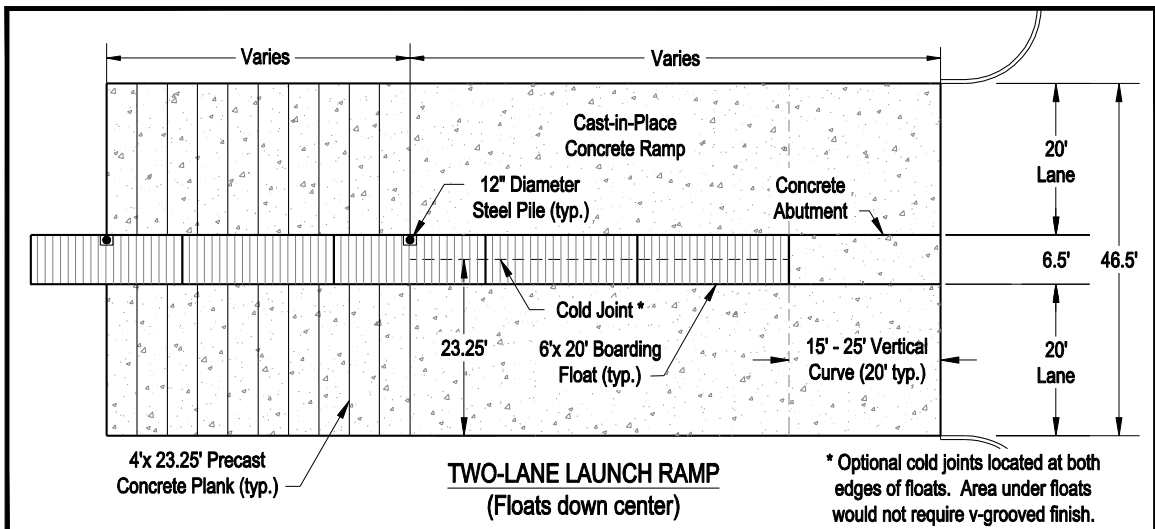 Varies
Varies
Cast-in-Place
Concrete Ramp
20'
Lane
12" Diameter
Steel Pile (typ.)
Concrete
Abutment
6.5'
46.5'
Cold Joint *
23.25'
6'x 20' Boarding
Float (typ.)
15' - 25' Vertical
Curve (20' typ.)
20'
Lane
4'x 23.25' Precast
Concrete Plank (typ.)
TWO-LANE LAUNCH RAMP
(Floats down center)
* Optional cold joints located at both
edges of floats. Area under floats
would not require v-grooved finish.